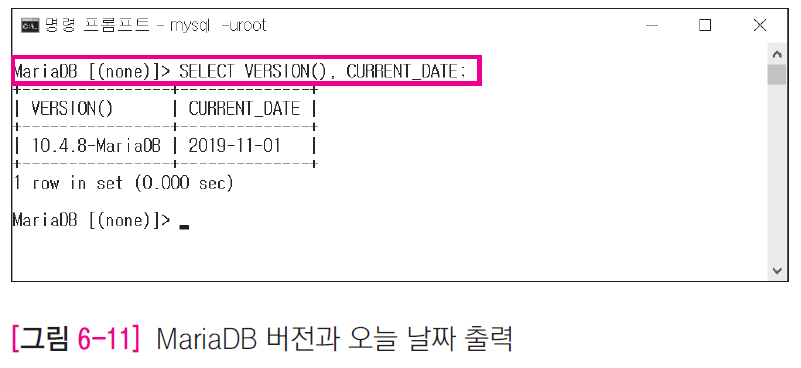 명령 프롬프트 - mysql -uroot
MariaDB [(none)]> SELECT VERSION(), CURRENT_DATE;
+----------------+--------------+
| VERSION() | CURRENT_DATE |
+----------------+--------------+
| 10.4.8-MariaDB | 2019-11-01 |
+----------------+--------------+
1 row in set (0.000 sec)
MariaDB [(none)]>
[그림 6-11] MariaDB 버전과 오늘 날짜 출력